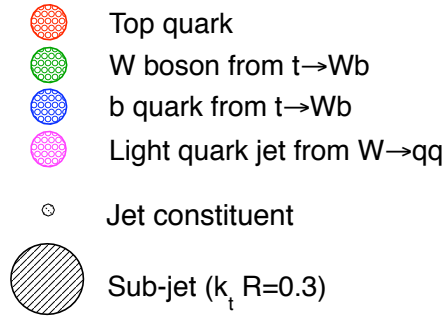 Top quark
W boson from t→Wb
b quark from t→Wb
Light quark jet from W→qq
Jet constituent
Sub-jet (kt R=0.3)